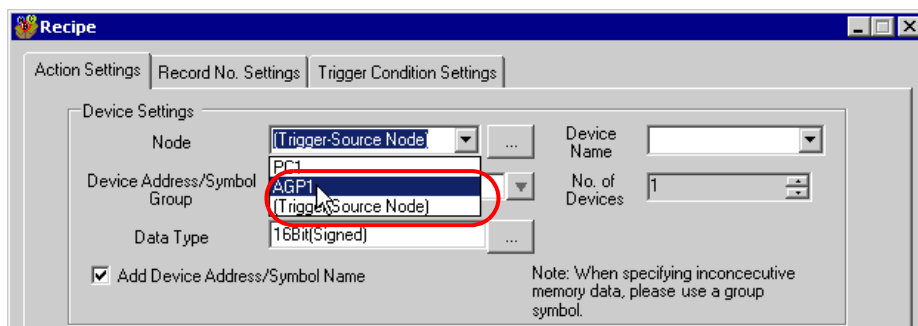 Recipe
Action Settings
Record No. Settings
Trigger Condition Settings
Device Settings
Node
(Trigger-Source Node)
...
Device
Name
PC1
AGP1
(Trigger-Source Node)
Device Address/Symbol
Group
No. of
Devices
1
Data Type
16Bit(Signed)
...
Add Device Address/Symbol Name
Note: When specifying inconcecutive
memory data, please use a group
symbol.